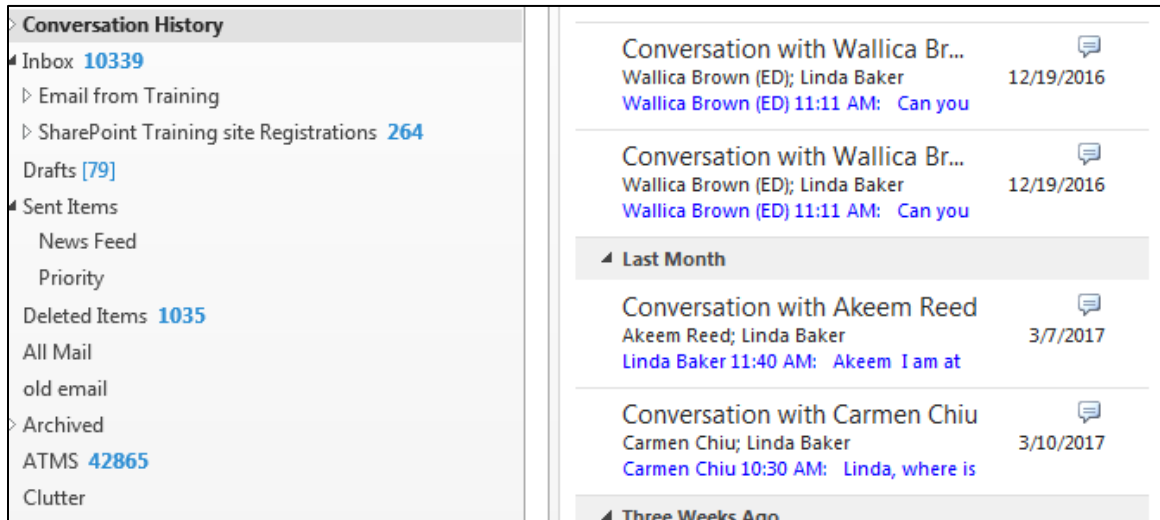 Conversation History
Inbox 10339
Email from Training
SharePoint Training site Registrations 264
Drafts [79]
Sent Items
News Feed
Priority
Deleted Items 1035
All Mail
old email
Archived
ATMS 42865
Clutter
Conversation with Wallica Br...
Wallica Brown (ED); Linda Baker 12/19/2016
Wallica Brown (ED) 11:11 AM: Can you
Conversation with Wallica Br...
Wallica Brown (ED); Linda Baker 12/19/2016
Wallica Brown (ED) 11:11 AM: Can you
Last Month
Conversation with Akeem Reed
Akeem Reed; Linda Baker 3/7/2017
Linda Baker 11:40 AM: Akeem I am at
Conversation with Carmen Chiu
Carmen Chiu; Linda Baker 3/10/2017
Carmen Chiu 10:30 AM: Linda, where is
Three Weeks Ago